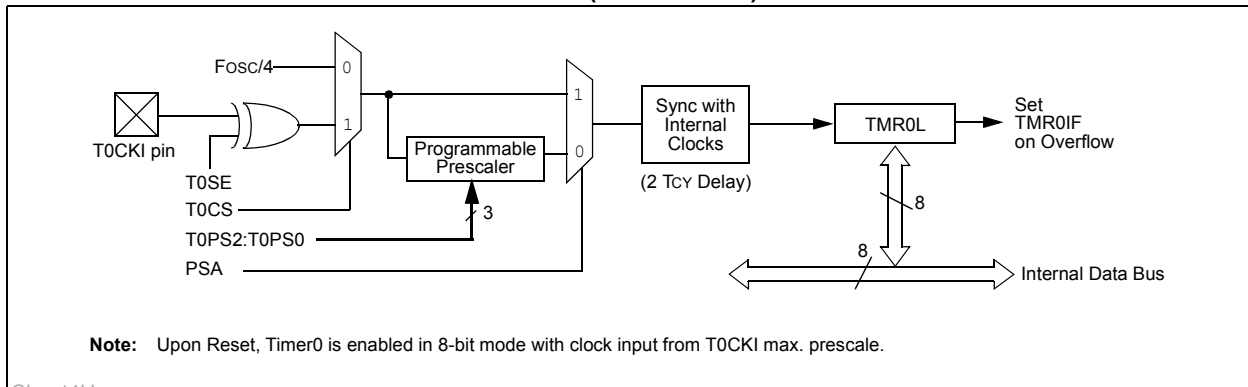 Fosc/4
0
1
T0CKI pin
T0SE
T0CS
T0PS2:T0PS0
PSA
Programmable
Prescaler
3
1
0
Sync with
Internal
Clocks
(2 TCY Delay)
TMR0L
Set
TMR0IF
on Overflow
8
8
Internal Data Bus
Note: Upon Reset, Timer0 is enabled in 8-bit mode with clock input from T0CKI max. prescale.